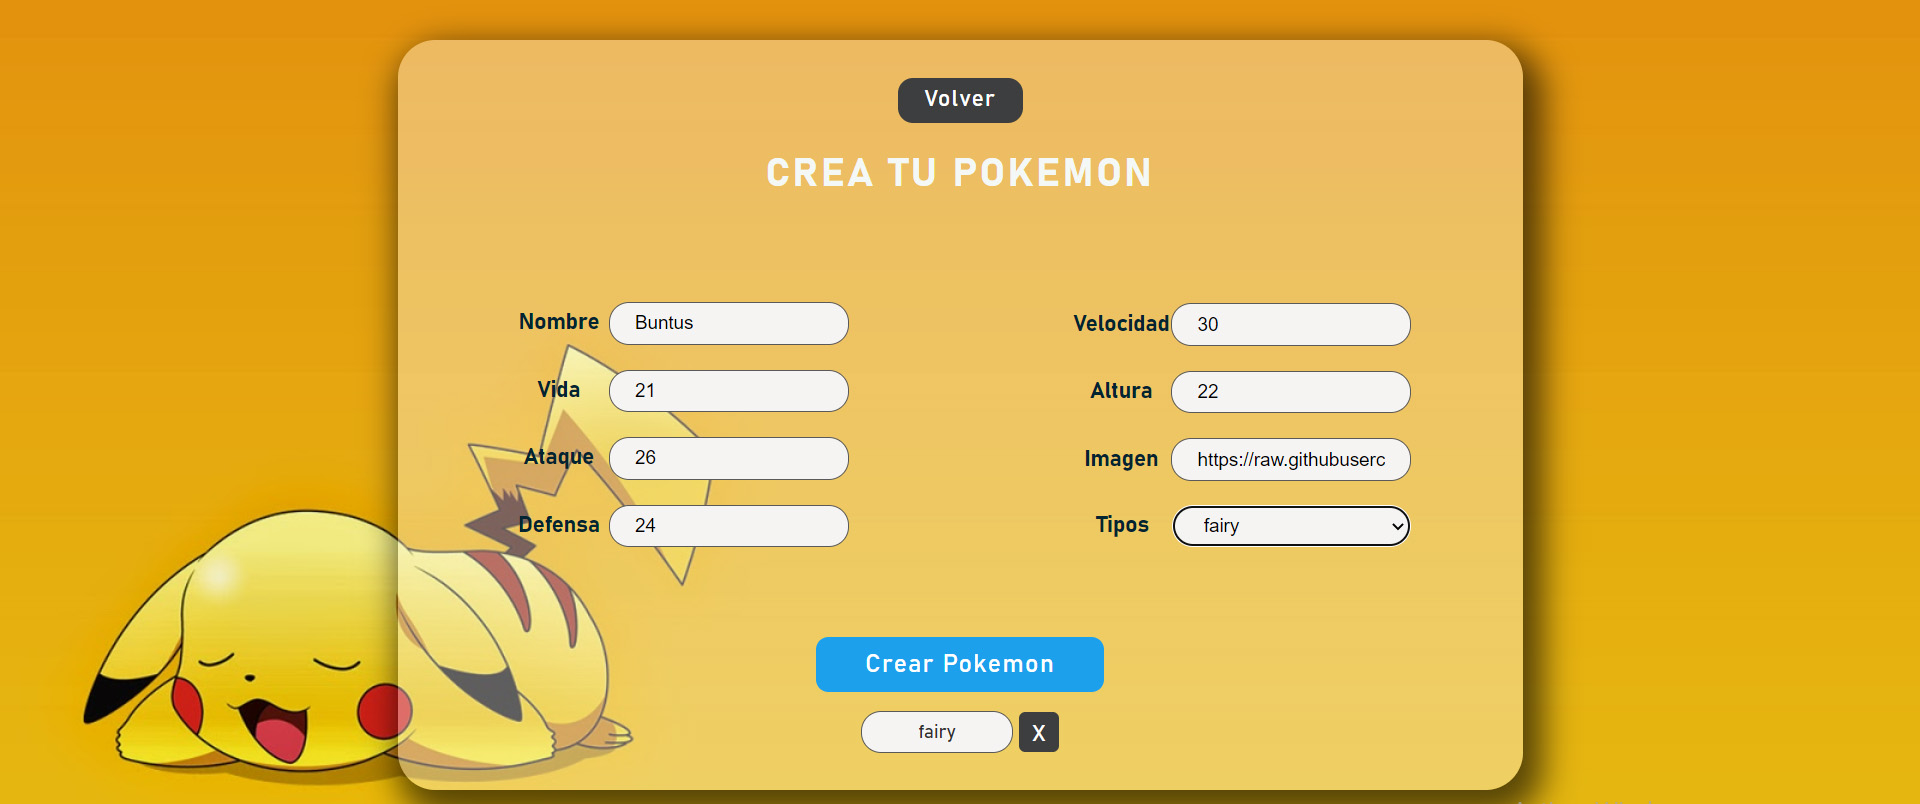 Volver
CREA TU POKEMON
Nombre Buntus
Velocidad 30
Vida 21
Altura 22
Ataque 26
Imagen https://raw.githubuserc
Defensa 24
Tipos fairy
Crear Pokemon
fairy X